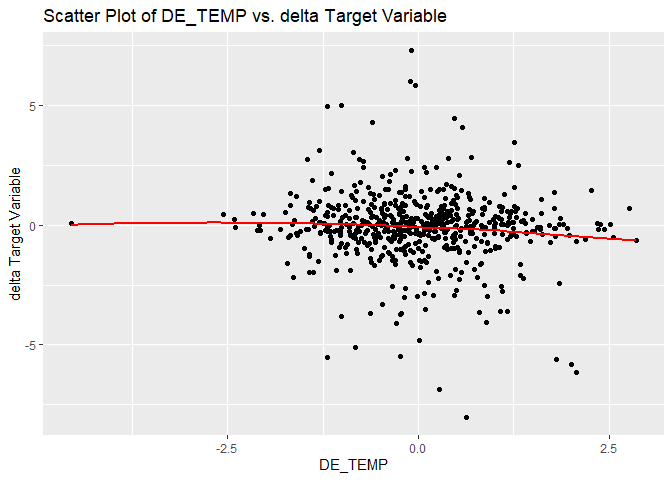 Scatter Plot of DE_TEMP vs. delta Target Variable
delta Target Variable
5
0
-5
-2.5 0.0 2.5
DE_TEMP